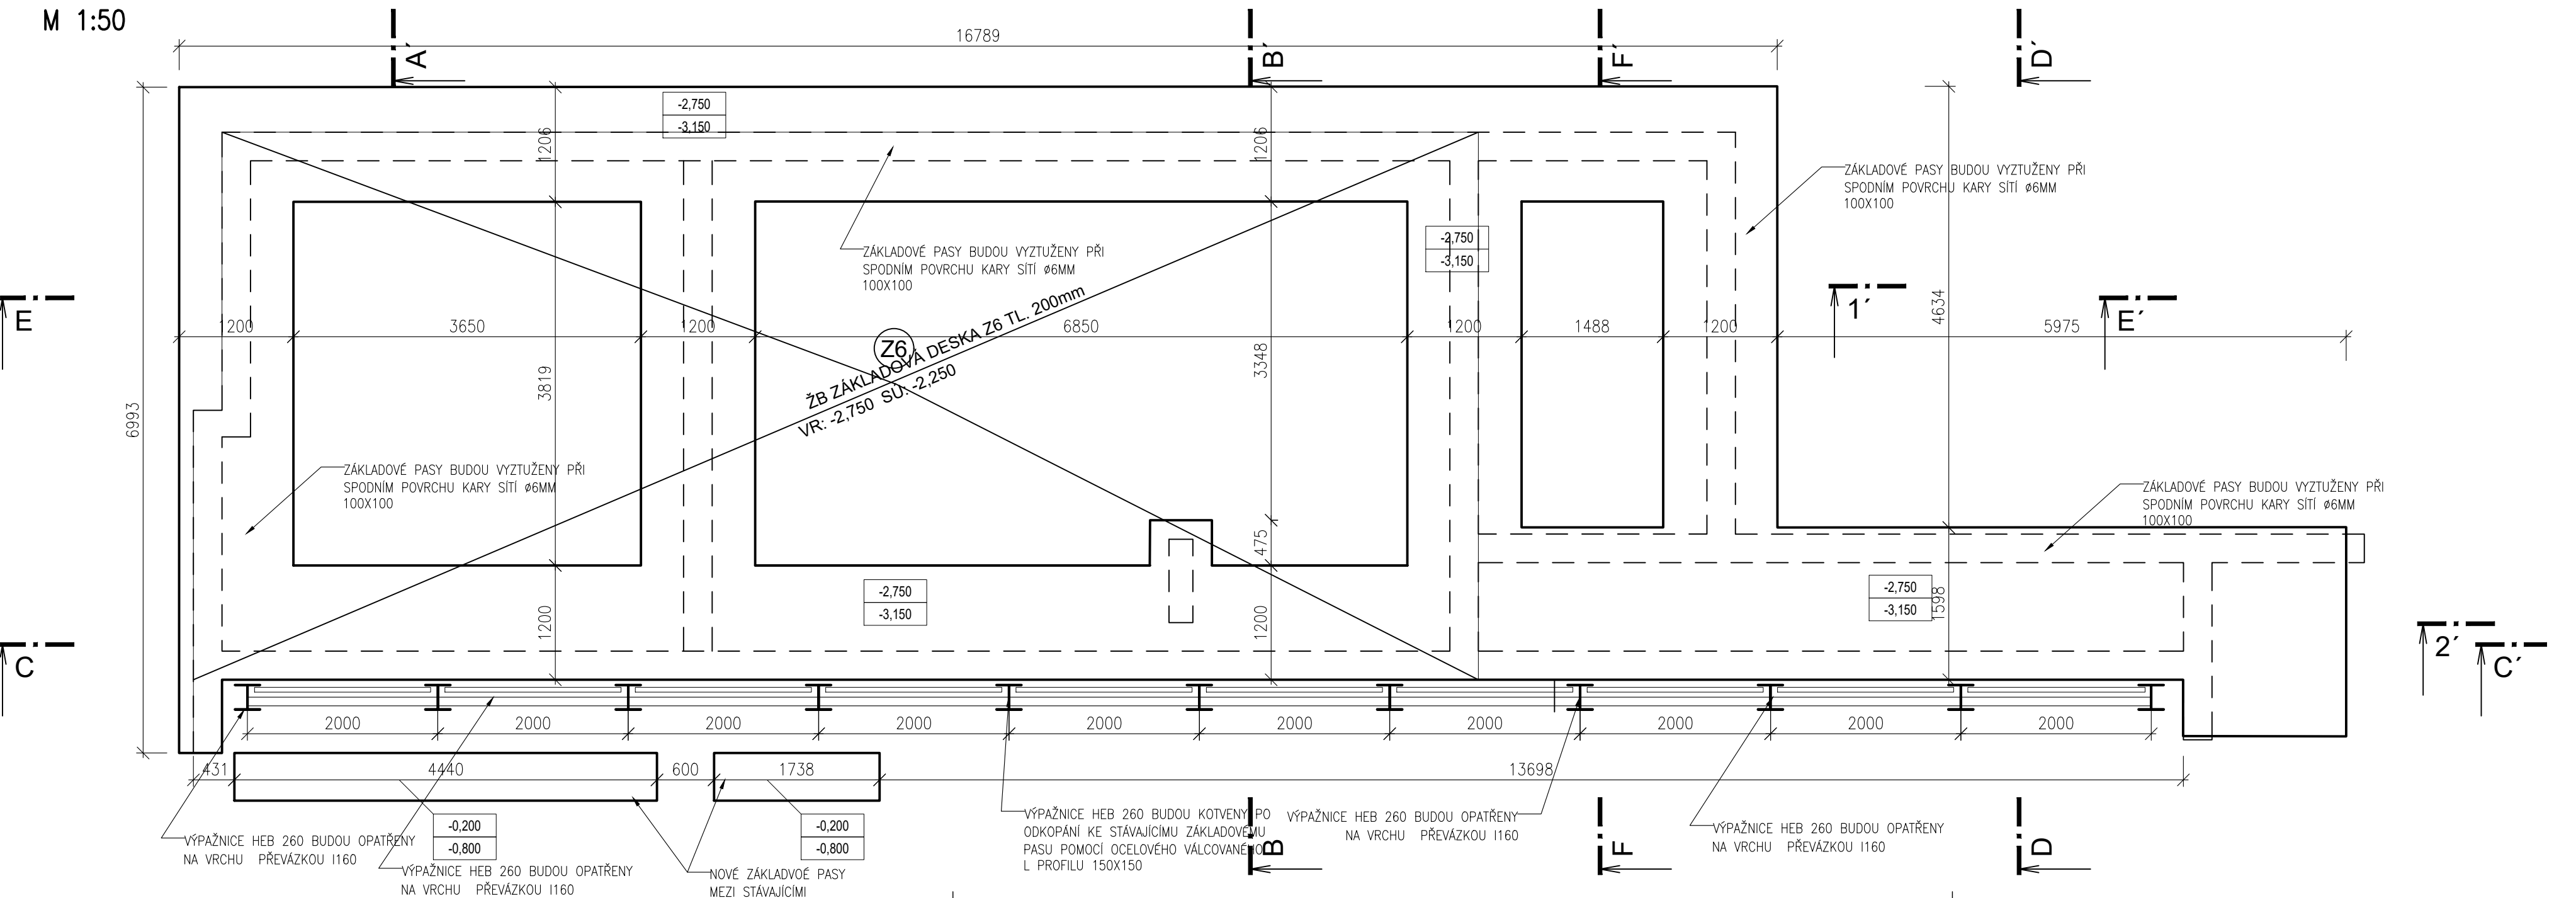 M 1:50
16789
A´
B´
F´
D´
-2,750
-3,150
1206
1206
ZÁKLADOVÉ PASY BUDOU VYZTUŽENY PŘI
SPODNÍM POVRCHU KARY SÍTÍ ø6MM
100X100
ZÁKLADOVÉ PASY BUDOU VYZTUŽENY PŘI
SPODNÍM POVRCHU KARY SÍTÍ ø6MM
100X100
-2,750
-3,150
E
1´
E´
4634
1200
3650
1200
6850
1200
1488
1200
5975
Z6
ŽB ZÁKLADOVÁ DESKA Z6 TL. 200mm
VR: -2,750 SÚ: -2,250
3819
3348
6993
ZÁKLADOVÉ PASY BUDOU VYZTUŽENY PŘI
SPODNÍM POVRCHU KARY SÍTÍ ø6MM
100X100
ZÁKLADOVÉ PASY BUDOU VYZTUŽENY PŘI
SPODNÍM POVRCHU KARY SÍTÍ ø6MM
100X100
475
-2,750
-3,150
-2,750
-3,150
1598
1200
1200
C
2´
C´
2000
2000
2000
2000
2000
2000
2000
2000
2000
2000
431
4440
600
1738
13698
-0,200
-0,800
-0,200
-0,800
VÝPAŽNICE HEB 260 BUDOU OPATŘENY
NA VRCHU PŘEVÁZKOU I160
VÝPAŽNICE HEB 260 BUDOU OPATŘENY
NA VRCHU PŘEVÁZKOU I160
NOVÉ ZÁKLADVOÉ PASY
MEZI STÁVAJÍCÍMI
VÝPAŽNICE HEB 260 BUDOU KOTVENY PO
ODKOPÁNÍ KE STÁVAJÍCÍMU ZÁKLADOVÉMU
PASU POMOCÍ OCELOVÉHO VÁLCOVANÉHO
L PROFILU 150X150
VÝPAŽNICE HEB 260 BUDOU OPATŘENY
NA VRCHU PŘEVÁZKOU I160
VÝPAŽNICE HEB 260 BUDOU OPATŘENY
NA VRCHU PŘEVÁZKOU I160
B
F
D